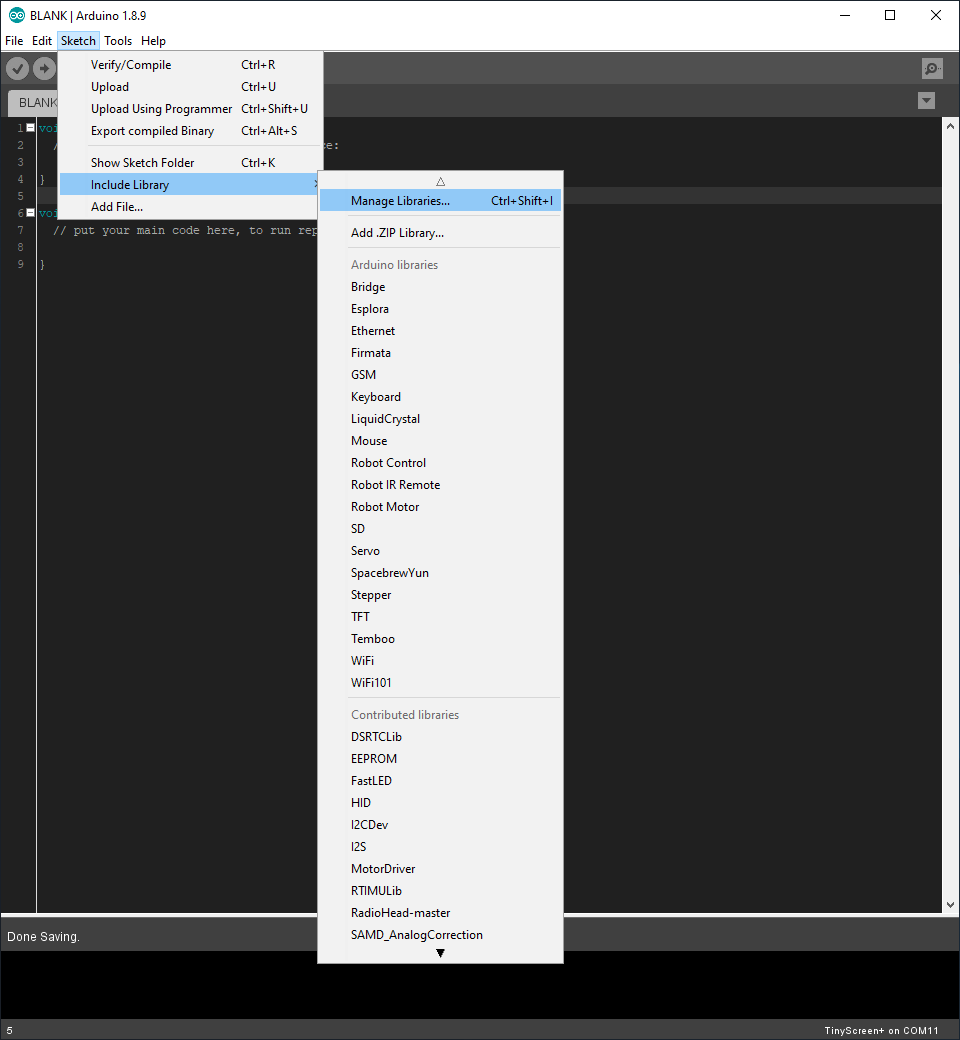 BLANK | Arduino 1.8.9
File Edit Sketch Tools Help
Verify/Compile Ctrl+R
Upload Ctrl+U
Upload Using Programmer Ctrl+Shift+U
Export compiled Binary Ctrl+Alt+S
Show Sketch Folder Ctrl+K
Include Library
Add File...
BLANK
1 voi
2 / e:
3
4 }
5
6 voi
7 // put your main code here, to run rep
8
9 }
Manage Libraries... Ctrl+Shift+I
Add .ZIP Library...
Arduino libraries
Bridge
Esplora
Ethernet
Firmata
GSM
Keyboard
LiquidCrystal
Mouse
Robot Control
Robot IR Remote
Robot Motor
SD
Servo
SpacebrewYun
Stepper
TFT
Temboo
WiFi
WiFi101
Contributed libraries
DSRTCLib
EEPROM
FastLED
HID
I2CDev
I2S
MotorDriver
RTIMULib
RadioHead-master
SAMD_AnalogCorrection
Done Saving.
5 TinyScreen+ on COM11